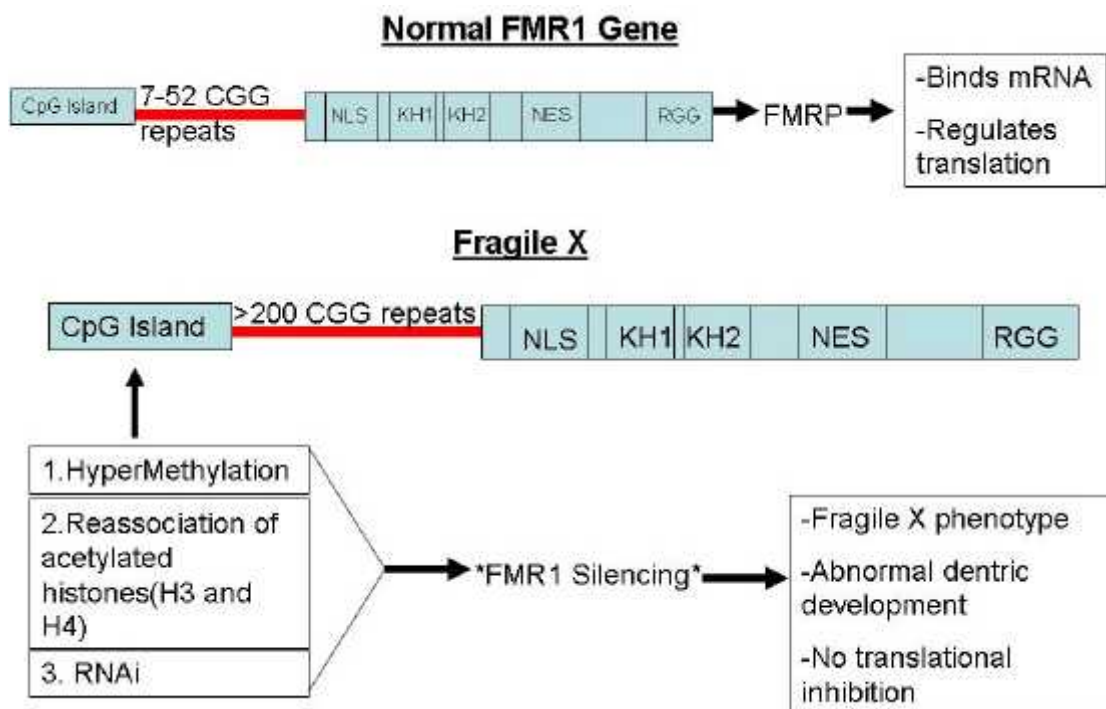 Normal FMR1 Gene
CpG Island
7-52 CGG
repeats
NLS
KH1
KH2
NES
RGG
FMRP
-Binds mRNA
-Regulates
translation
Fragile X
CpG Island
>200 CGG repeats
NLS
KH1
KH2
NES
RGG
1.HyperMethylation
2.Reassociation of
acetylated
histones(H3 and
H4)
3. RNAi
*FMR1 Silencing*
-Fragile X phenotype
-Abnormal dentric
development
-No translational
inhibition